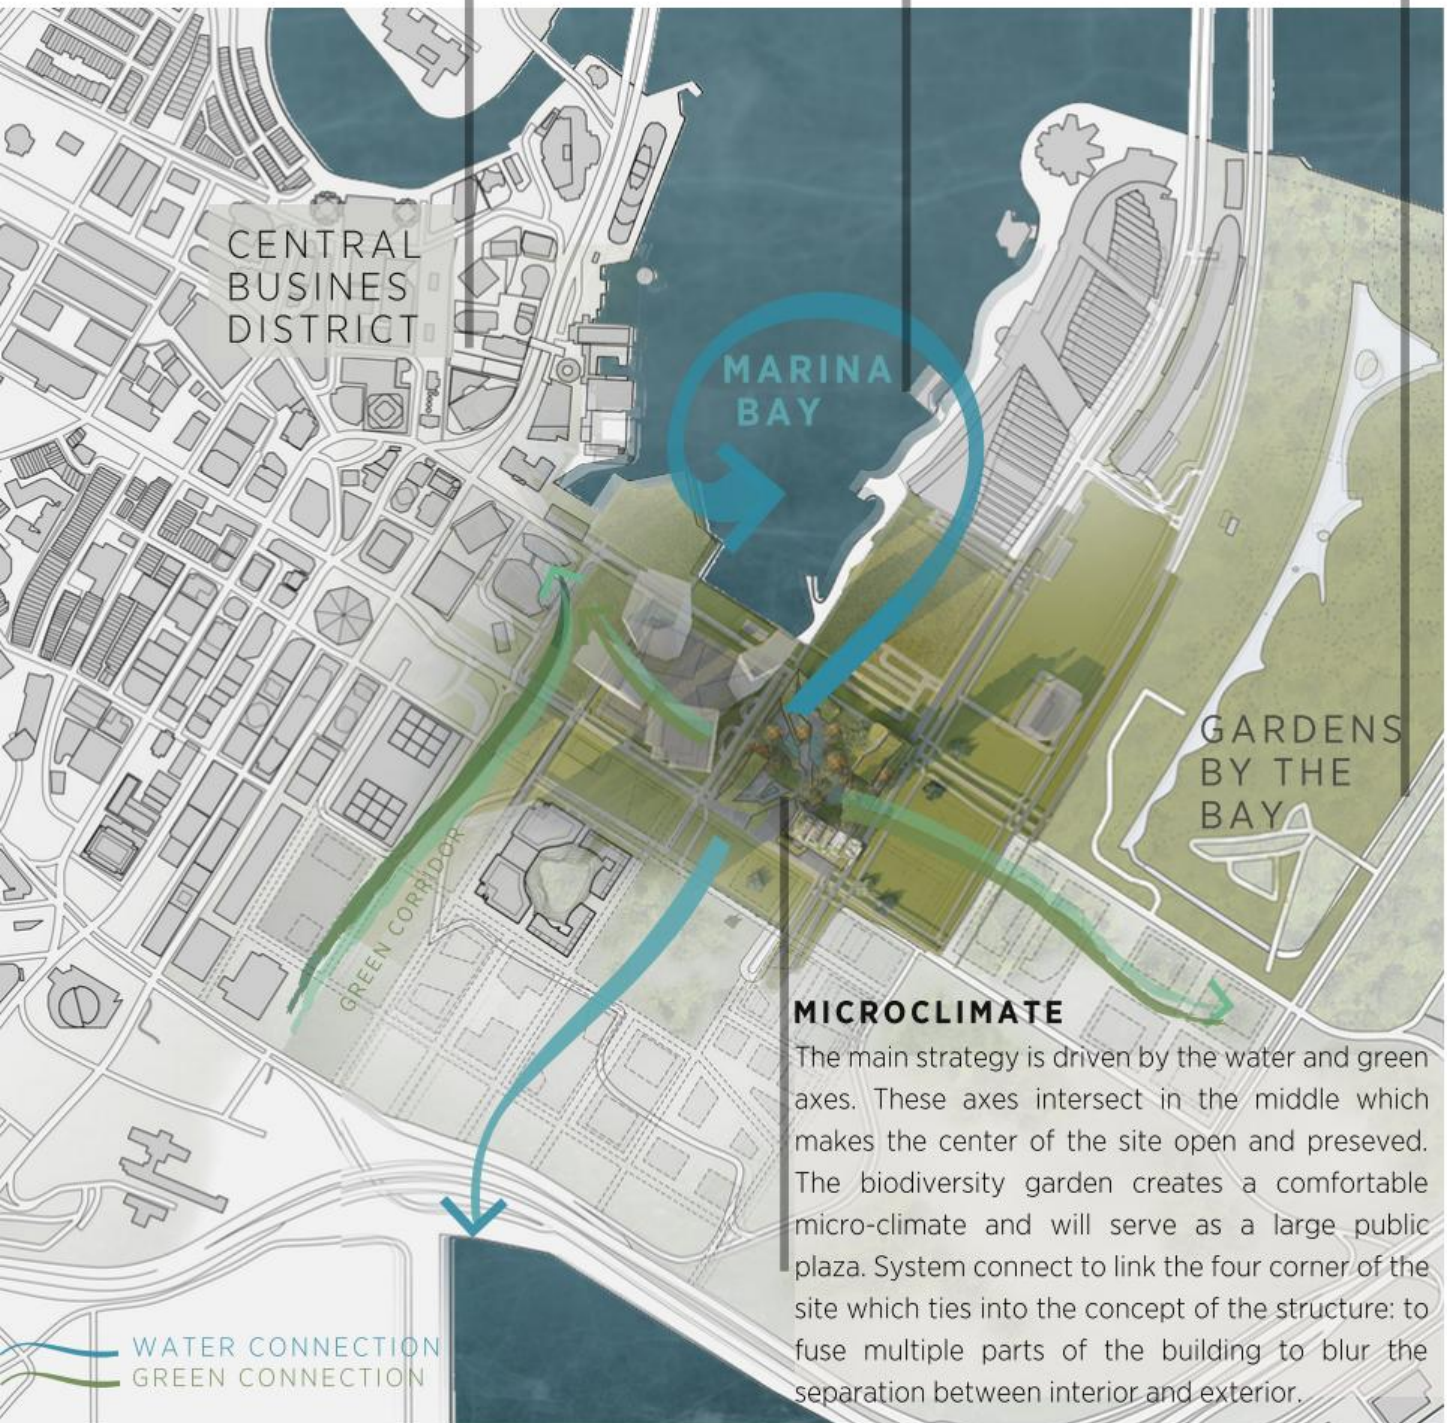 CENTRAL
BUSINES
DISTRICT
MARINA
BAY
GARDENS
BY THE
BAY
GREEN CORRIDOR
MICROCLIMATE
The main strategy is driven by the water and green
axes. These axes intersect in the middle which
makes the center of the site open and preseved.
The biodiversity garden creates a comfortable
micro-climate and will serve as a large public
plaza. System connect to link the four corner of the
site which ties into the concept of the structure: to
fuse multiple parts of the building to blur the
separation between interior and exterior.
WATER CONNECTION
GREEN CONNECTION